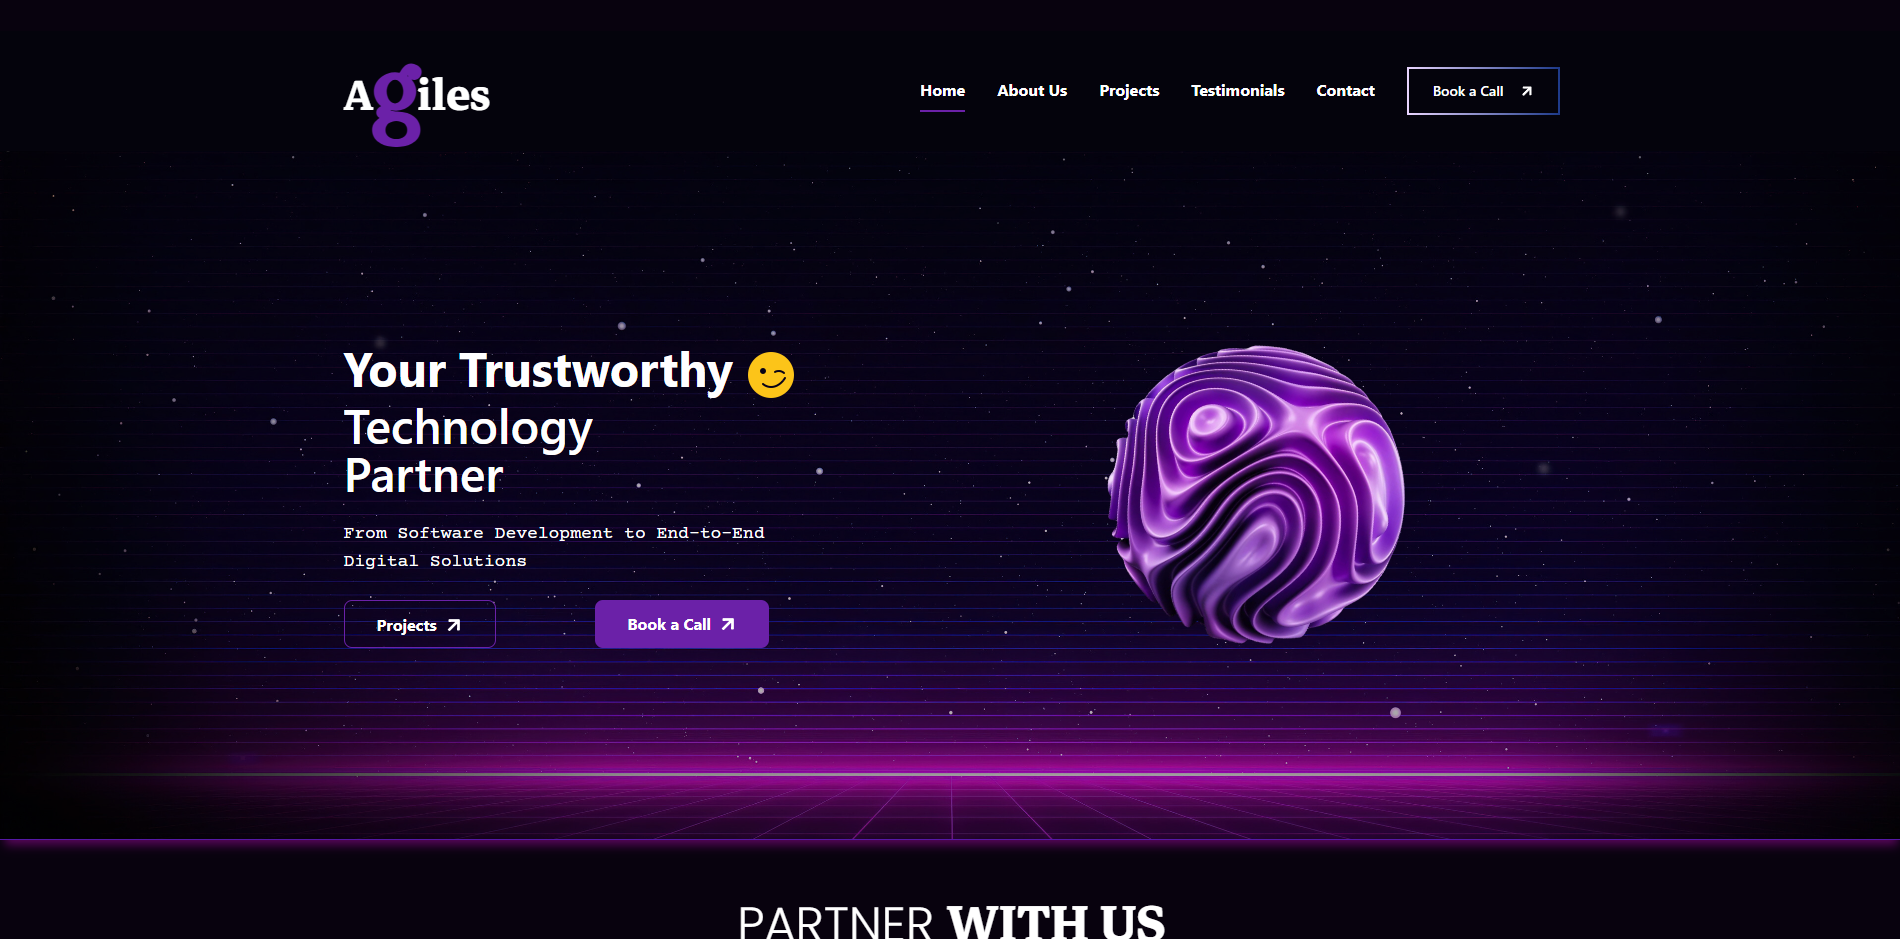 Agiles
Home About Us Projects Testimonials Contact Book a Call
Your Trustworthy 😉
Technology
Partner
From Software Development to End-to-End
Digital Solutions
Projects Book a Call
PARTNER WITH US